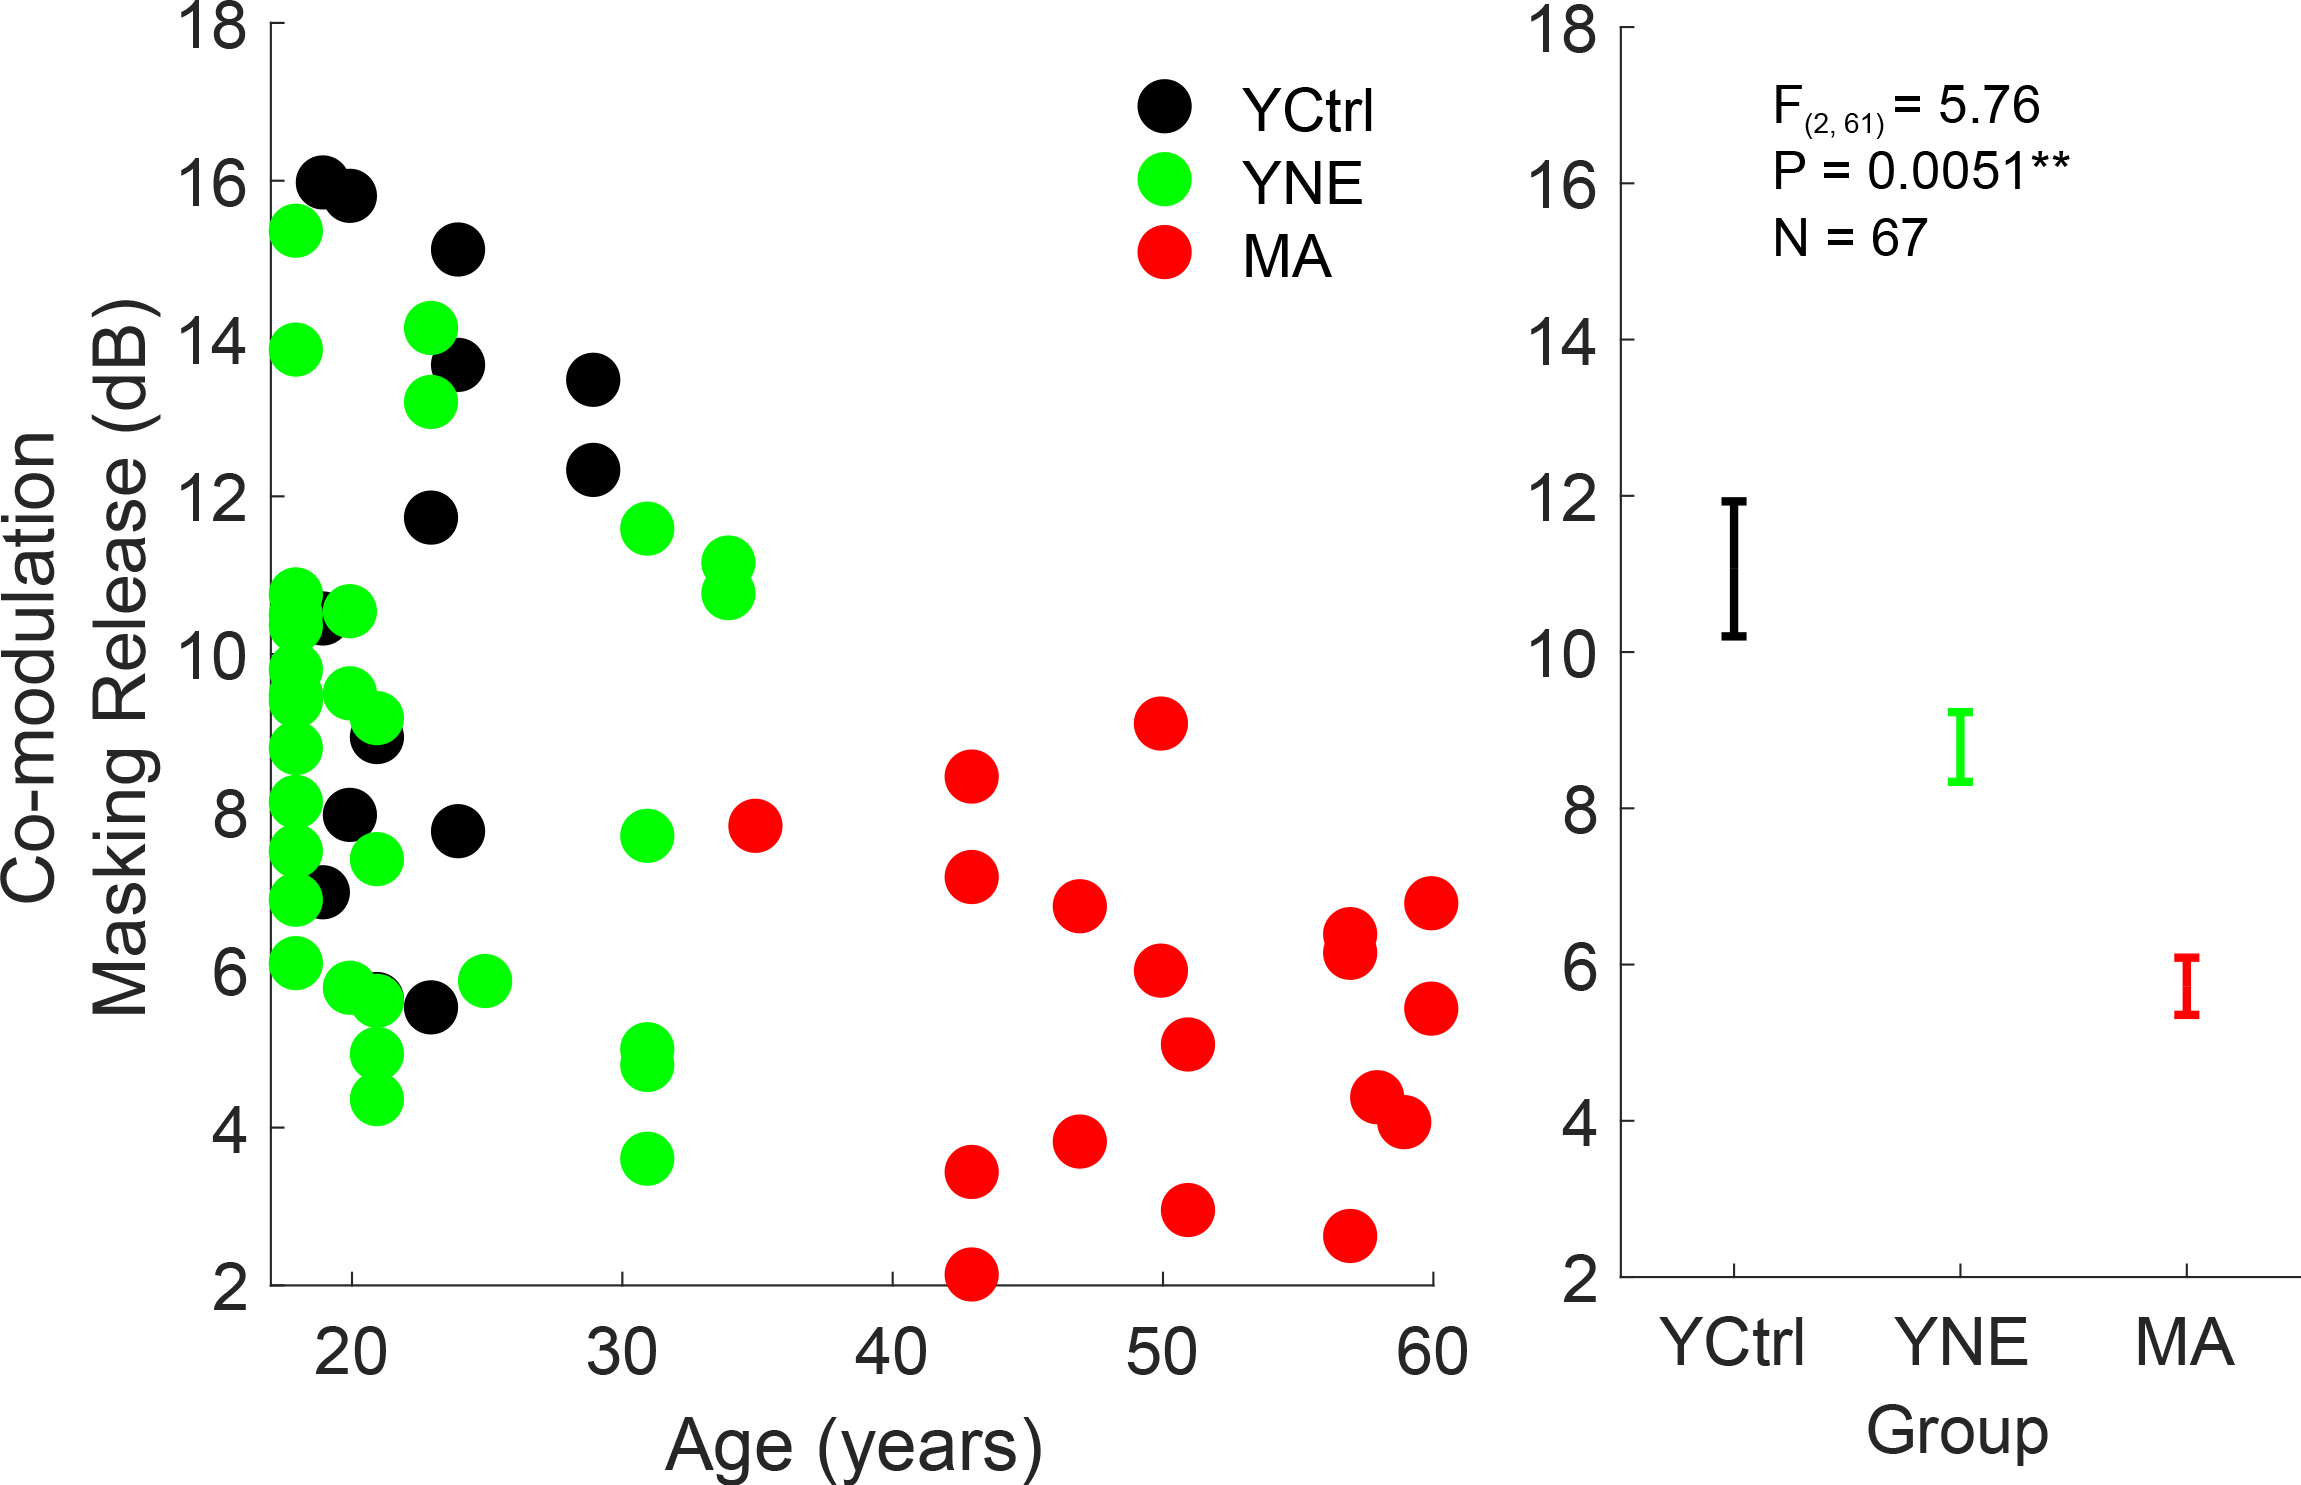 Co-modulation
Masking Release (dB)
18
16
14
12
10
8
6
4
2
20 30 40 50 60
Age (years)
YCtrl
YNE
MA
18
16
14
12
10
8
6
4
2
F(2, 61) = 5.76
P = 0.0051**
N = 67
YCtrl YNE MA
Group